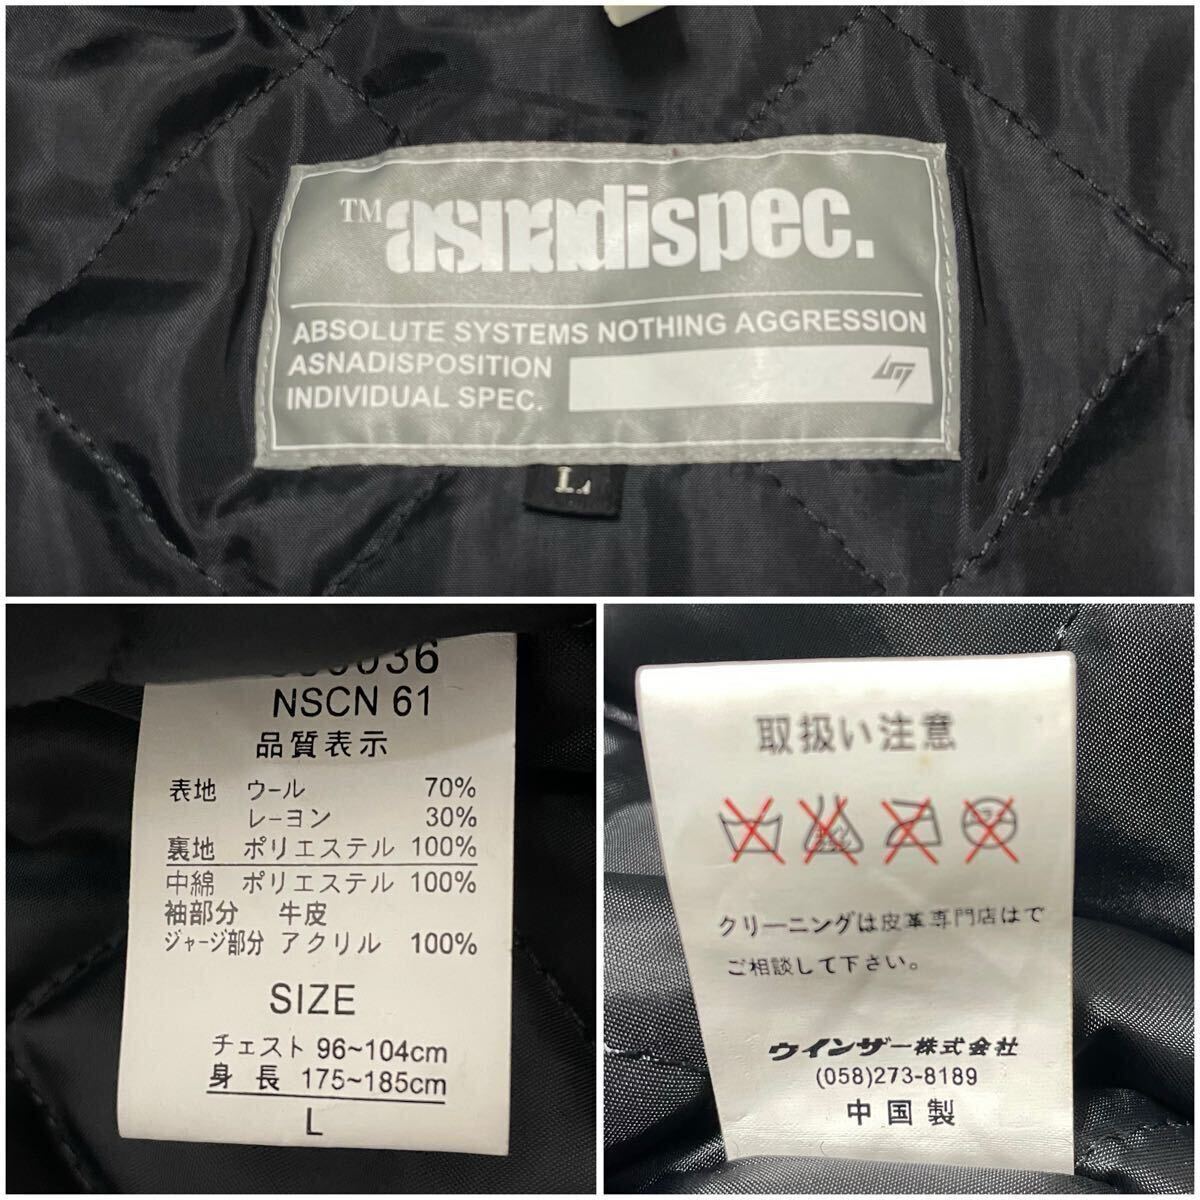 TM asnadispec.
ABSOLUTE SYSTEMS NOTHING AGGRESSION
ASNADISPOSITION
INDIVIDUAL SPEC.
L
NSCN 61
品質表示
表地 ウール 70%
レーヨン 30%
裏地 ポリエステル 100%
中綿 ポリエステル 100%
袖部分 牛皮
ジャージ部分 アクリル 100%
SIZE
チェスト 96~104cm
身長 175~185cm
L
取扱い注意
クリーニングは皮革専門店はで
ご相談して下さい。
ウインザー株式会社
(058)273-8189
中国製